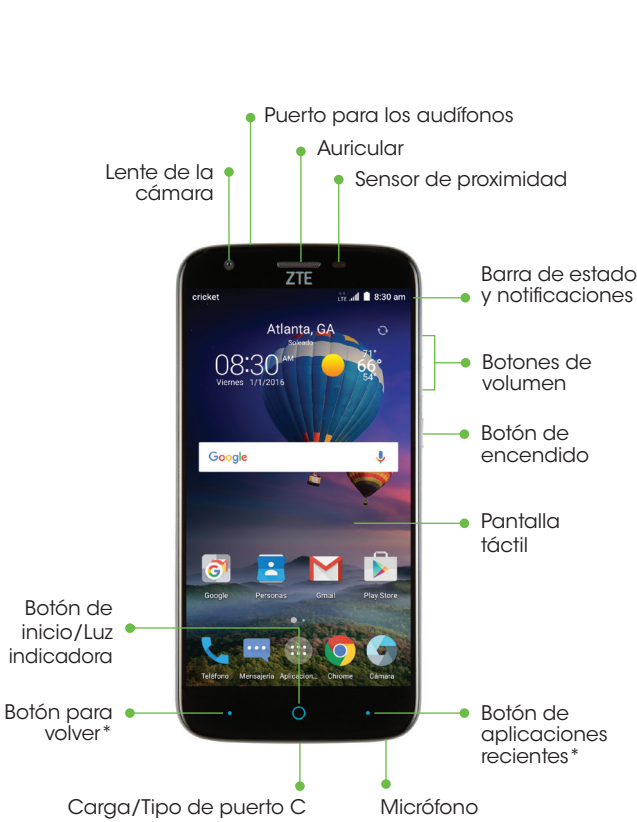 Puerto para los audífonos
Auricular
Lente de la
cámara
Sensor de proximidad
ZTE
cricket
LTE
8:30 am
Barra de estado
y notificaciones
Atlanta, GA
Soleado
08:30 AM
Viernes 1/1/2016
71°
66°
54°
Botones de
volumen
Botón de
encendido
Google
Pantalla
táctil
Google Personas Gmail Play Store
Botón de
inicio/Luz
indicadora
Teléfono Mensajería Aplicacion... Chrome Cámara
Botón para
volver*
Botón de
aplicaciones
recientes*
Carga/Tipo de puerto C
Micrófono